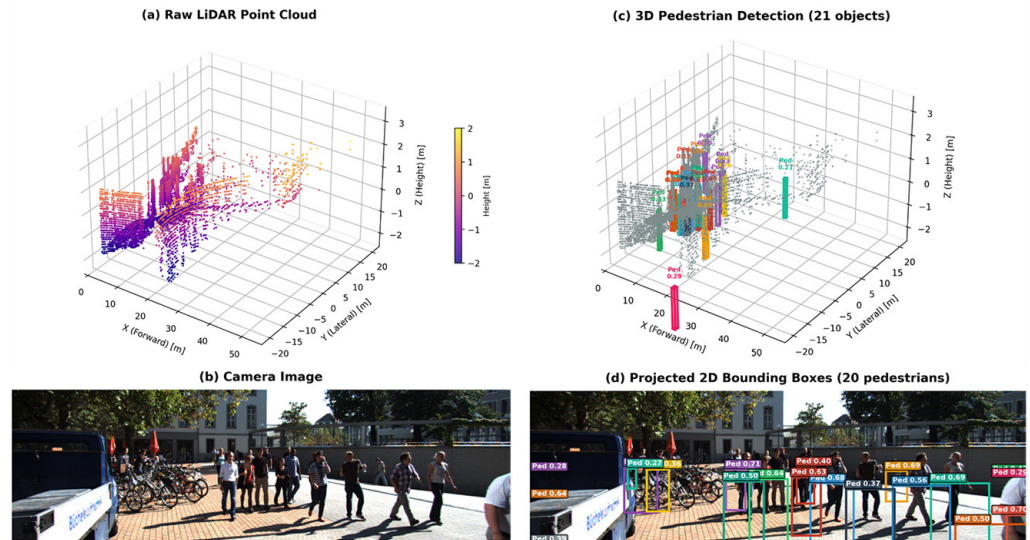 (a) Raw LiDAR Point Cloud
3
2
1
0
−1
−2
Z (Height) [m]
0
10
20
30
40
50
X (Forward) [m]
−20
−15
−10
−5
0
5
10
15
20
Y (Lateral) [m]
2
1
0
−1
−2
Height [m]
(c) 3D Pedestrian Detection (21 objects)
Ped
0.27
Ped
0.29
0.37
3
2
1
0
−1
−2
Z (Height) [m]
0
10
20
30
40
50
X (Forward) [m]
−20
−15
−10
−5
0
5
10
15
20
Y (Lateral) [m]
(b) Camera Image
(d) Projected 2D Bounding Boxes (20 pedestrians)
Ped 0.28
Ped 0.27
0.36
Ped 0.71
Ped 0.40
Ped 0.69
Ped 0.50
0.64
Ped 0.63
0.68
Ped 0.37
Ped 0.56
Ped 0.69
Ped 0.29
Ped 0.64
Ped 0.50
Ped 0.70
Ped 0.39